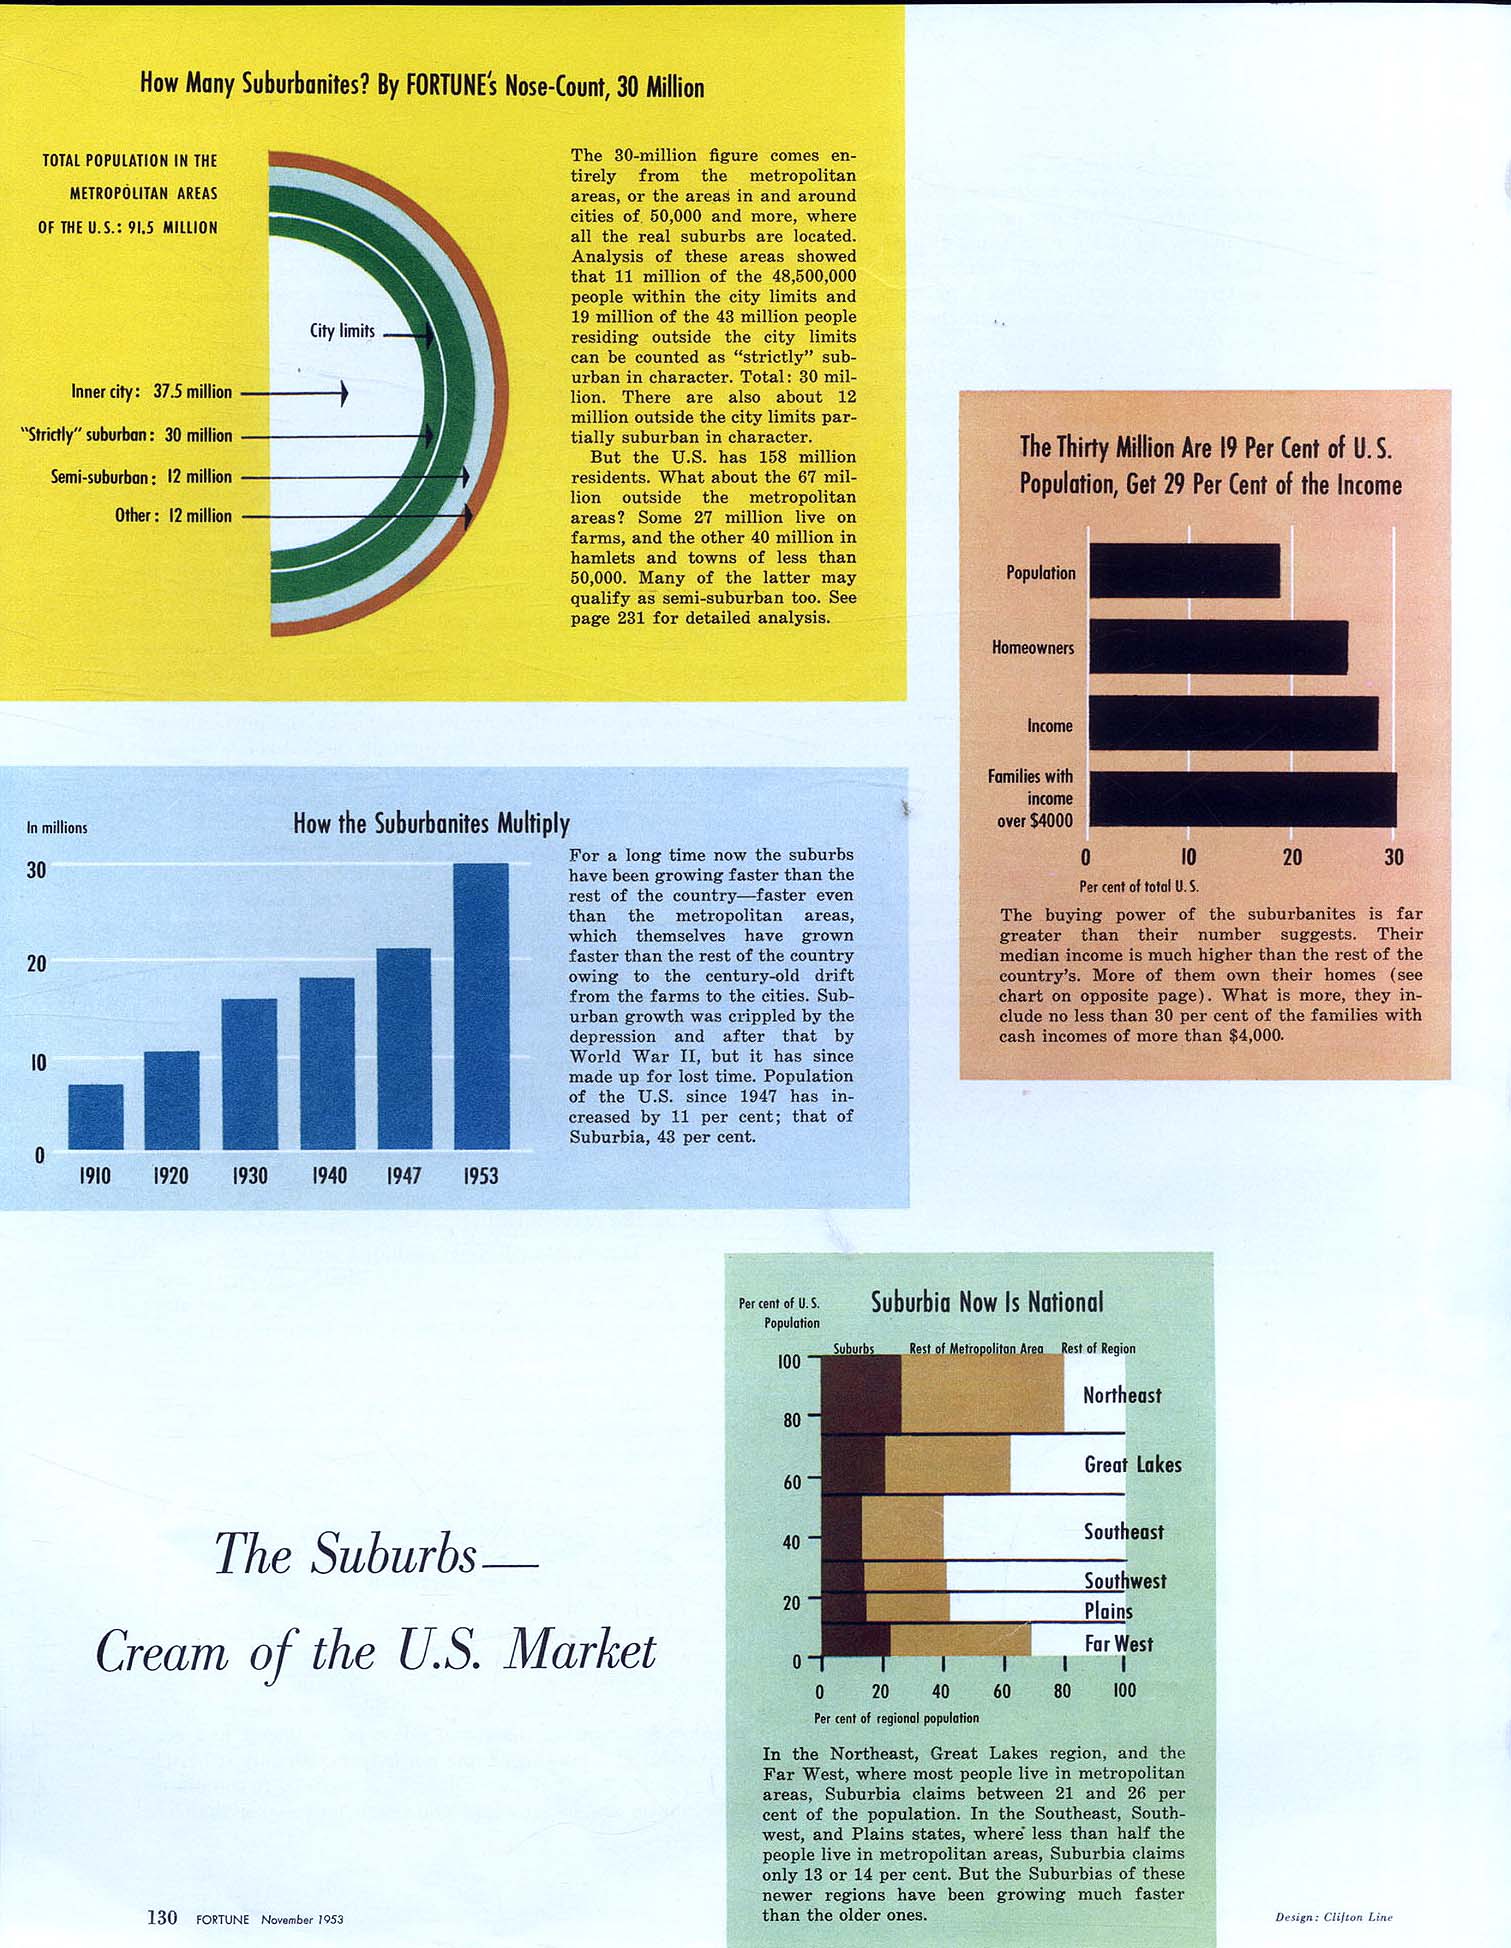 How Many Suburbanites? By FORTUNE's Nose-Count, 30 Million
TOTAL POPULATION IN THE
METROPOLITAN AREAS
OF THE U.S.: 91.5 MILLION
City limits
Inner city: 37.5 million
"Strictly" suburban: 30 million
Semi-suburban: 12 million
Other: 12 million
The 30-million figure comes en-
tirely from the metropolitan
areas, or the areas in and around
cities of 50,000 and more, where
all the real suburbs are located.
Analysis of these areas showed
that 11 million of the 48,500,000
people within the city limits and
19 million of the 43 million people
residing outside the city limits
can be counted as "strictly" sub-
urban in character. Total: 30 mil-
lion. There are also about 12
million outside the city limits par-
tially suburban in character.
But the U.S. has 158 million
residents. What about the 67 mil-
lion outside the metropolitan
areas? Some 27 million live on
farms, and the other 40 million in
hamlets and towns of less than
50,000. Many of the latter may
qualify as semi-suburban too. See
page 231 for detailed analysis.
The Thirty Million Are 19 Per Cent of U.S.
Population, Get 29 Per Cent of the Income
Population
Homeowners
Income
Families with
income
over $4000
0 10 20 30
Per cent of total U.S.
The buying power of the suburbanites is far
greater than their number suggests. Their
median income is much higher than the rest of the
country's. More of them own their homes (see
chart on opposite page). What is more, they in-
clude no less than 30 per cent of the families with
cash incomes of more than $4,000.
How the Suburbanites Multiply
In millions
30
20
10
0
1910 1920 1930 1940 1947 1953
For a long time now the suburbs
have been growing faster than the
rest of the country—faster even
than the metropolitan areas,
which themselves have grown
faster than the rest of the country
owing to the century-old drift
from the farms to the cities. Sub-
urban growth was crippled by the
depression and after that by
World War II, but it has since
made up for lost time. Population
of the U.S. since 1947 has in-
creased by 11 per cent; that of
Suburbia, 43 per cent.
The Suburbs—
Cream of the U.S. Market
Suburbia Now Is National
Per cent of U.S.
Population
Suburbs Rest of Metropolitan Area Rest of Region
100
80
60
40
20
0
Northeast
Great Lakes
Southeast
Southwest
Plains
Far West
0 20 40 60 80 100
Per cent of regional population
In the Northeast, Great Lakes region, and the
Far West, where most people live in metropolitan
areas, Suburbia claims between 21 and 26 per
cent of the population. In the Southeast, South-
west, and Plains states, where less than half the
people live in metropolitan areas, Suburbia claims
only 13 or 14 per cent. But the Suburbias of these
newer regions have been growing much faster
than the older ones.
130 FORTUNE November 1953
Design: Clifton Line